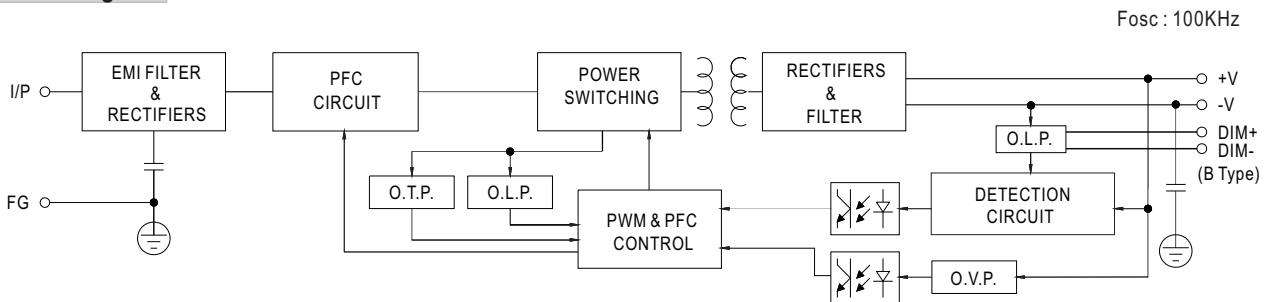 Fosc : 100KHz
I/P
EMI FILTER
&
RECTIFIERS
PFC
CIRCUIT
POWER
SWITCHING
RECTIFIERS
&
FILTER
+V
-V
DIM+
DIM-
(B Type)
O.L.P.
FG
O.T.P.
O.L.P.
PWM & PFC
CONTROL
DETECTION
CIRCUIT
O.V.P.